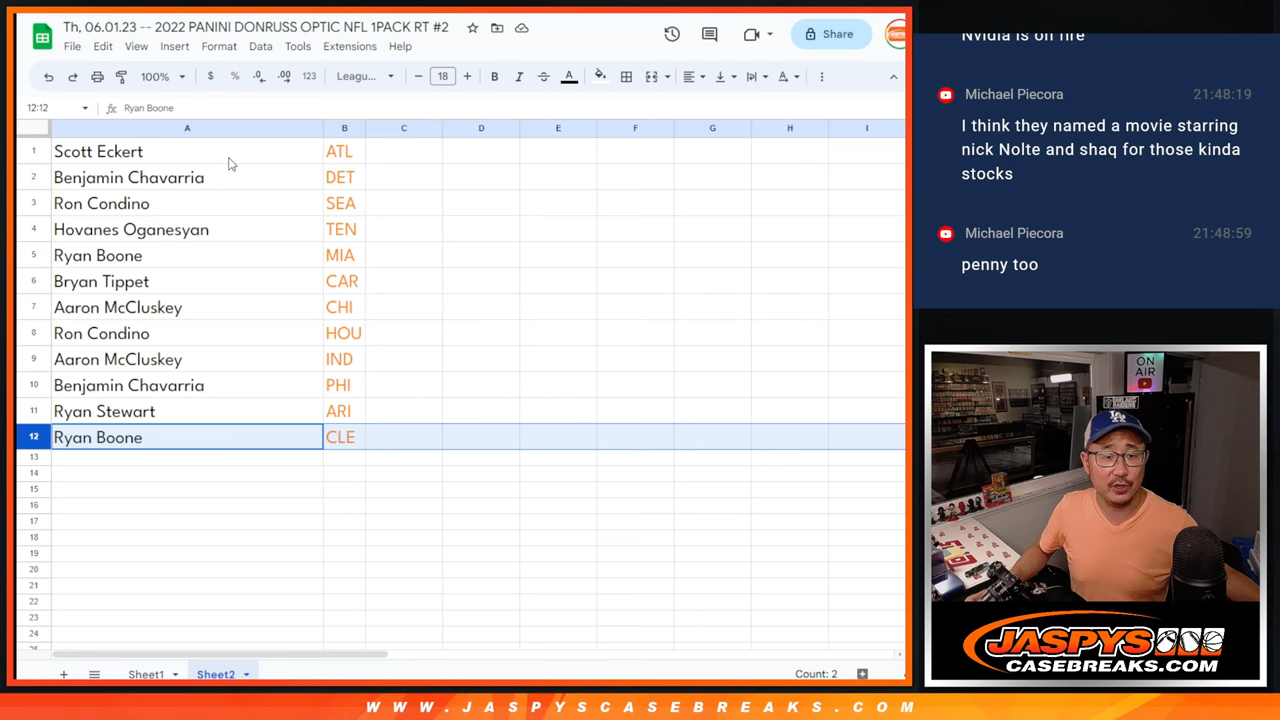 Th, 06.01.23 -- 2022 PANINI DONRUSS OPTIC NFL 1PACK RT #2
File Edit View Insert Format Data Tools Extensions Help
Share
100% $ % .0 .00 123 Leagu... 18 B I A
12:12 fx Ryan Boone
A B C D E F G H I
1 Scott Eckert ATL
2 Benjamin Chavarria DET
3 Ron Condino SEA
4 Hovanes Oganesyan TEN
5 Ryan Boone MIA
6 Bryan Tippet CAR
7 Aaron McCluskey CHI
8 Ron Condino HOU
9 Aaron McCluskey IND
10 Benjamin Chavarria PHI
11 Ryan Stewart ARI
12 Ryan Boone CLE
13
14
15
16
17
18
19
20
21
22
23
24
Sheet1 Sheet2 Count: 2
Nvidia is on fire
Michael Piecora 21:48:19
I think they named a movie starring
nick Nolte and shaq for those kinda
stocks
Michael Piecora 21:48:59
penny too
ON
AIR
LA
JASPYS
CASEBREAKS.COM
WWW.JASPYSCASEBREAKS.COM